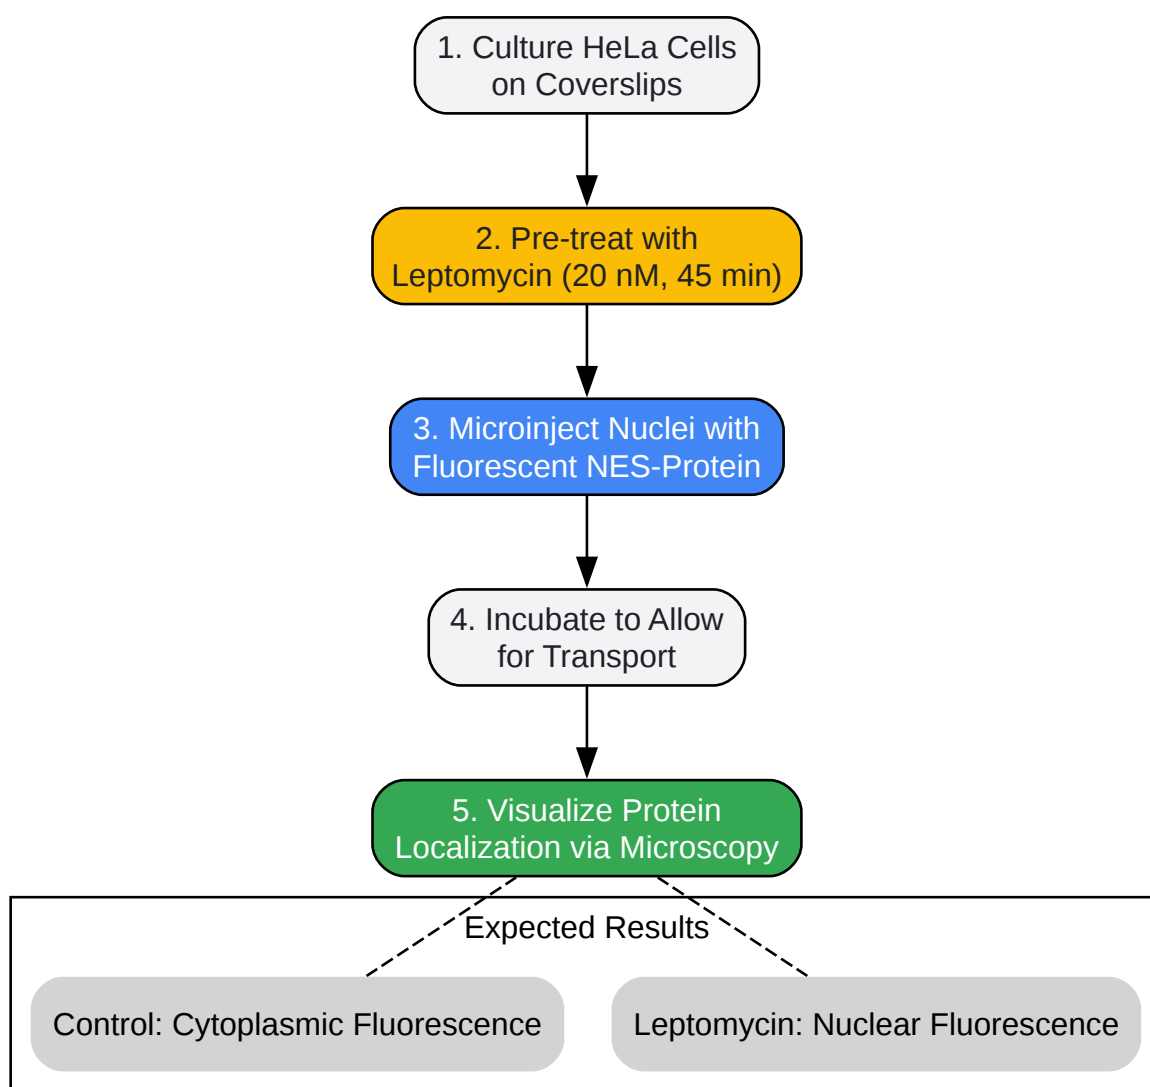 1. Culture HeLa Cells
on Coverslips
2. Pre-treat with
Leptomycin (20 nM, 45 min)
3. Microinject Nuclei with
Fluorescent NES-Protein
4. Incubate to Allow
for Transport
5. Visualize Protein
Localization via Microscopy
Expected Results
Control: Cytoplasmic Fluorescence
Leptomycin: Nuclear Fluorescence